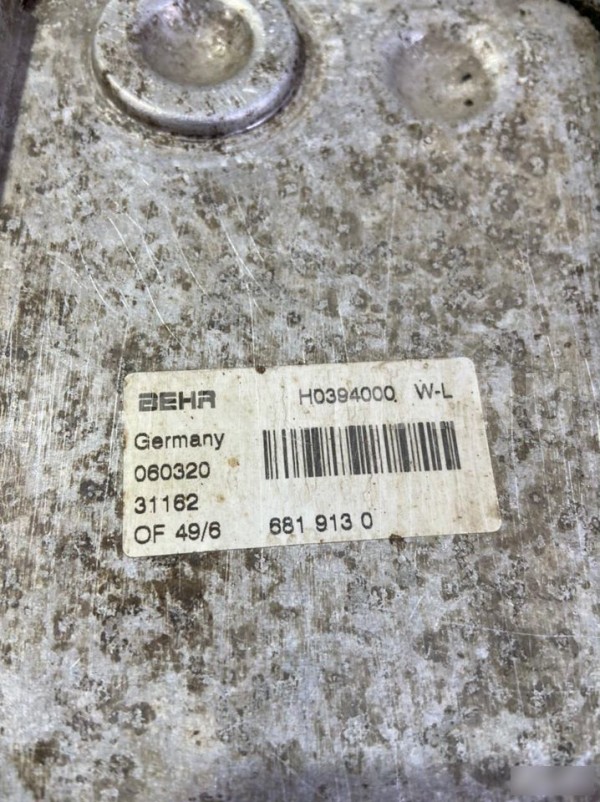 BEHR H0394000 W-L
Germany
060320
31162
OF 49/6 681 913 0